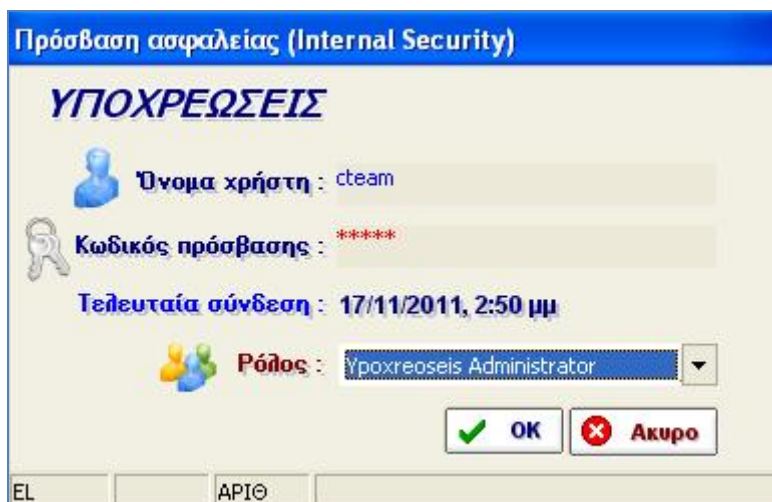 Πρόσβαση ασφαλείας (Internal Security)
ΥΠΟΧΡΕΩΣΕΙΣ
Όνομα χρήστη : cteam
Κωδικός πρόσβασης : *****
Τελευταία σύνδεση : 17/11/2011, 2:50 μμ
Ρόλος : Ypoxreoseis Administrator
OK Ακυρο
EL ΑΡΙΘ